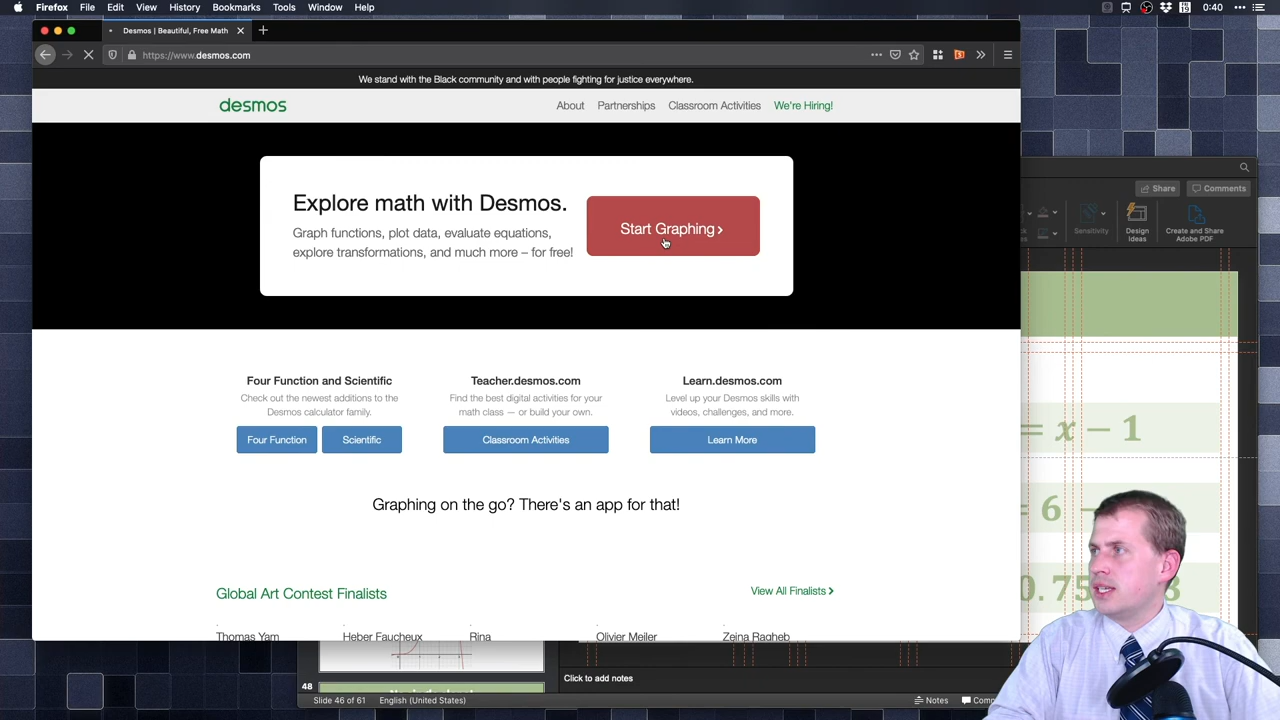 Firefox File Edit View History Bookmarks Tools Window Help 0:40
Desmos | Beautiful, Free Math
https://www.desmos.com
We stand with the Black community and with people fighting for justice everywhere.
desmos About Partnerships Classroom Activities We're Hiring!
Explore math with Desmos.
Graph functions, plot data, evaluate equations,
explore transformations, and much more – for free!
Start Graphing
Four Function and Scientific
Check out the newest additions to the
Desmos calculator family.
Four Function Scientific
Teacher.desmos.com
Find the best digital activities for your
math class — or build your own.
Classroom Activities
Learn.desmos.com
Level up your Desmos skills with
videos, challenges, and more.
Learn More
Graphing on the go? There's an app for that!
Global Art Contest Finalists View All Finalists
Thomas Yam Heber Faucheux Rina Olivier Meiler Zeina Ragheb
Share Comments
Sensitivity Design
Ideas
Create and Share
Adobe PDF
= x − 1
= 6 −
Click to add notes
48
Slide 46 of 61 English (United States) Notes